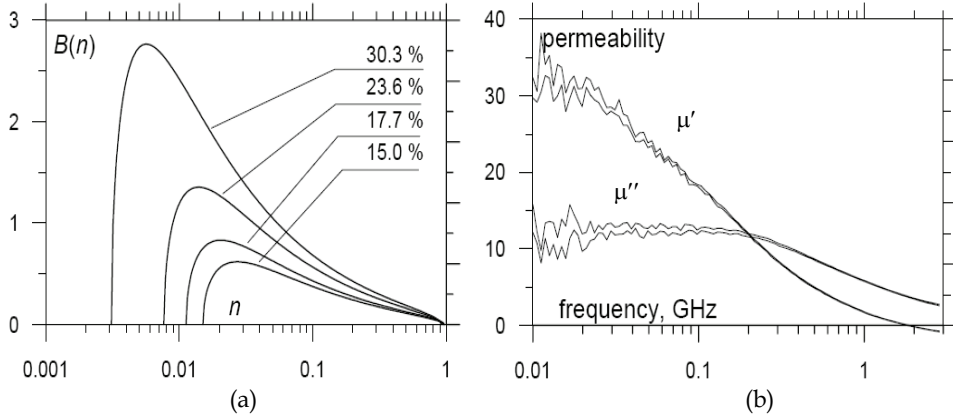 3
2
1
0
B(n)
30.3 %
23.6 %
17.7 %
15.0 %
n
0.001 0.01 0.1 1
(a)
40
30
20
10
0
permeability
μ′
μ′′
frequency, GHz
0.01 0.1 1
(b)